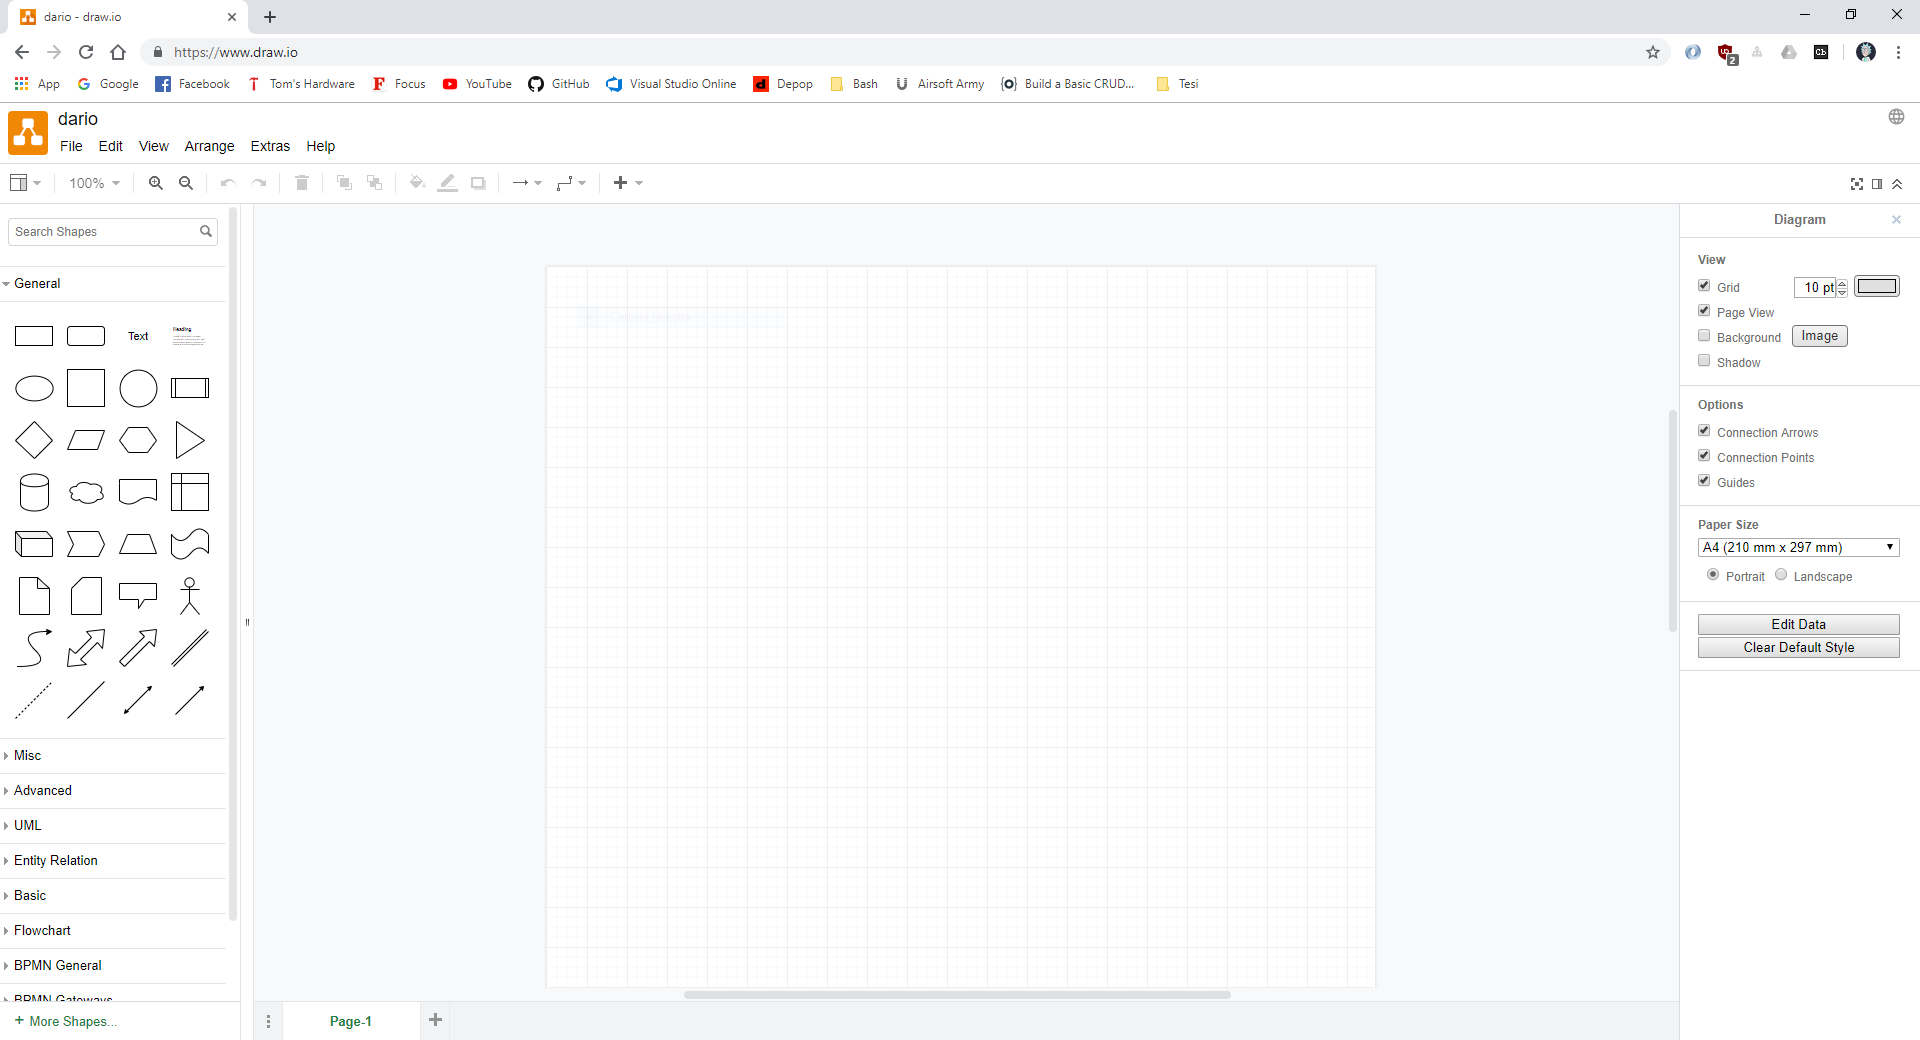 dario - draw.io
https://www.draw.io
2
Cb
App Google Facebook Tom's Hardware Focus YouTube GitHub Visual Studio Online Depop Bash Airsoft Army Build a Basic CRUD... Tesi
dario
File Edit View Arrange Extras Help
100%
Search Shapes
General
Text
Heading
Misc
Advanced
UML
Entity Relation
Basic
Flowchart
BPMN General
BPMN Gateways
+ More Shapes...
Page-1
Diagram
View
Grid 10 pt
Page View
Background Image
Shadow
Options
Connection Arrows
Connection Points
Guides
Paper Size
A4 (210 mm x 297 mm)
Portrait Landscape
Edit Data
Clear Default Style